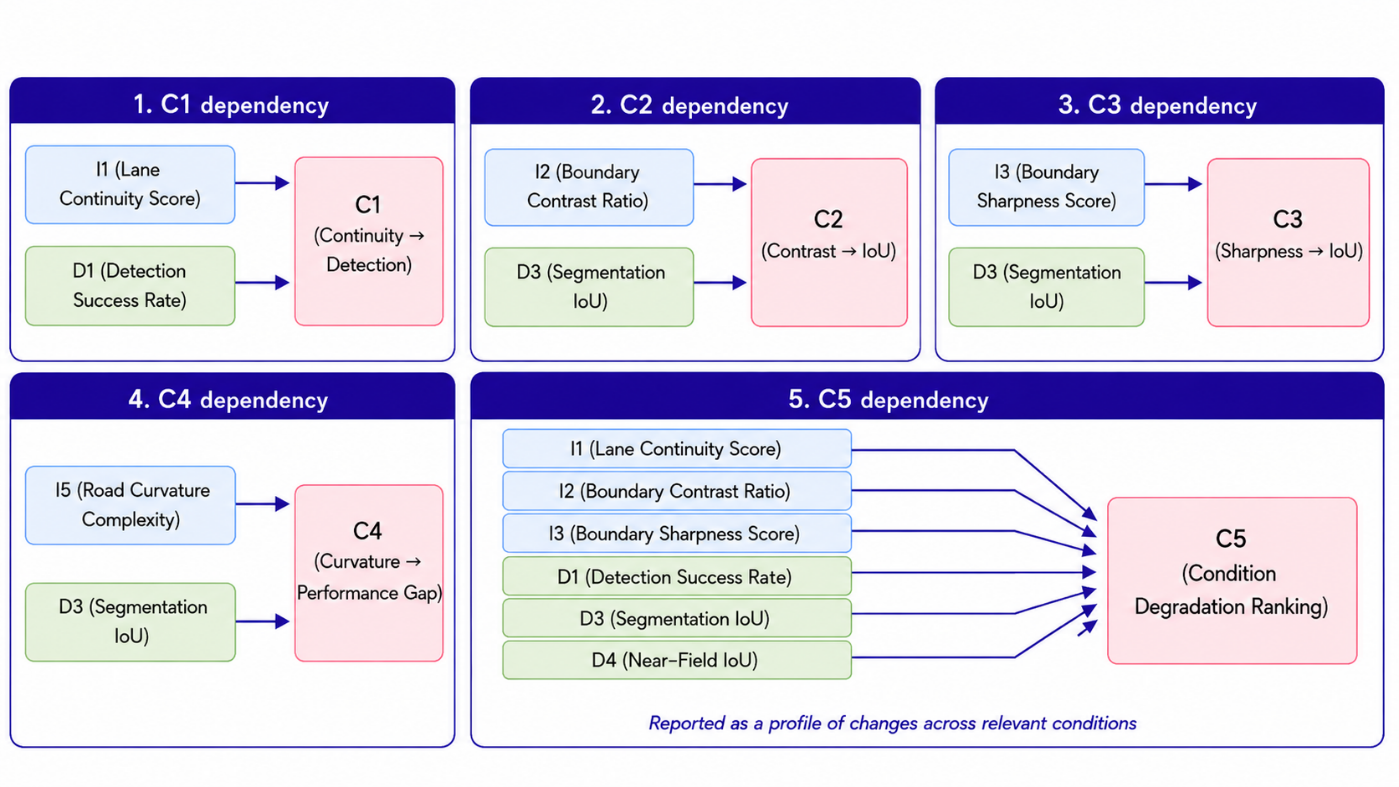 1. C1 dependency
I1 (Lane
Continuity Score)
D1 (Detection
Success Rate)
C1
(Continuity →
Detection)
2. C2 dependency
I2 (Boundary
Contrast Ratio)
D3 (Segmentation
IoU)
C2
(Contrast → IoU)
3. C3 dependency
I3 (Boundary
Sharpness Score)
D3 (Segmentation
IoU)
C3
(Sharpness → IoU)
4. C4 dependency
I5 (Road Curvature
Complexity)
D3 (Segmentation
IoU)
C4
(Curvature →
Performance Gap)
5. C5 dependency
I1 (Lane Continuity Score)
I2 (Boundary Contrast Ratio)
I3 (Boundary Sharpness Score)
D1 (Detection Success Rate)
D3 (Segmentation IoU)
D4 (Near–Field IoU)
C5
(Condition
Degradation Ranking)
Reported as a profile of changes across relevant conditions